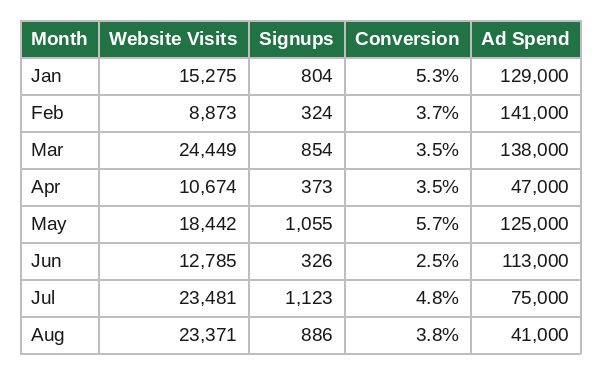 Month Website Visits Signups Conversion Ad Spend
Jan 15,275 804 5.3% 129,000
Feb 8,873 324 3.7% 141,000
Mar 24,449 854 3.5% 138,000
Apr 10,674 373 3.5% 47,000
May 18,442 1,055 5.7% 125,000
Jun 12,785 326 2.5% 113,000
Jul 23,481 1,123 4.8% 75,000
Aug 23,371 886 3.8% 41,000